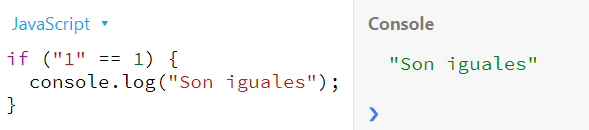 JavaScript
if ("1" == 1) {
  console.log("Son iguales");
}
Console
"Son iguales"